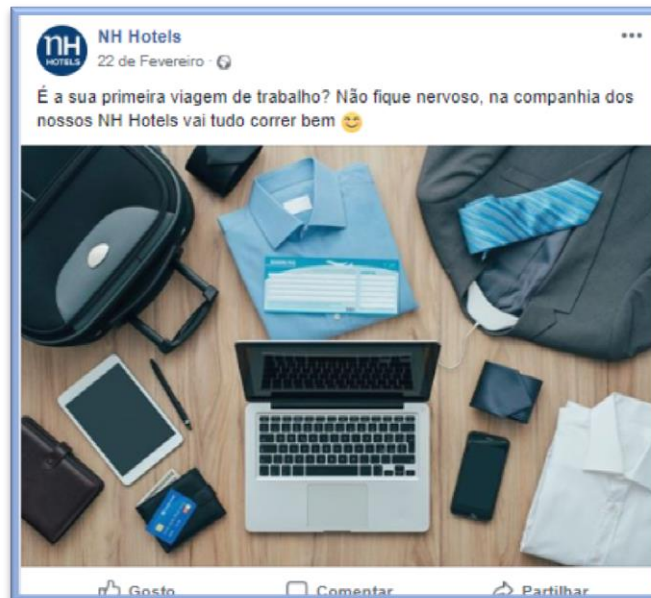 nH
HOTELS
NH Hotels
22 de Fevereiro ·
É a sua primeira viagem de trabalho? Não fique nervoso, na companhia dos
nossos NH Hotels vai tudo correr bem 😊
Gosto
Comentar
Partilhar